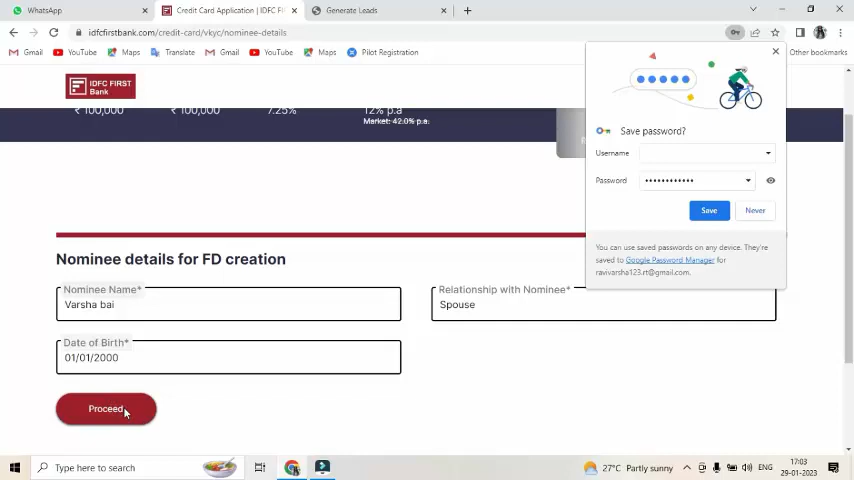 WhatsApp
Credit Card Application | IDFC FIRST
Generate Leads
idfcfirstbank.com/credit-card/vkyc/nominee-details
Gmail YouTube Maps Translate Gmail YouTube Maps Pilot Registration Other bookmarks
IDFC FIRST
Bank
₹ 100,000 ₹ 100,000 7.25% 12% p.a
Market: 42.0% p.a.
Save password?
Username
Password ••••••••••••
Save Never
You can use saved passwords on any device. They're
saved to Google Password Manager for
ravivarsha123.rt@gmail.com.
Nominee details for FD creation
Nominee Name* Relationship with Nominee*
Varsha bai Spouse
Date of Birth*
01/01/2000
Proceed
Type here to search
27°C Partly sunny
ENG
17:03
29-01-2023